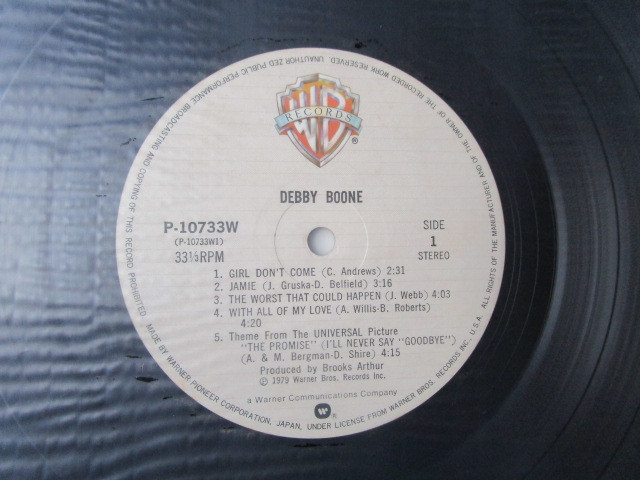 WB
RECORDS
®
DEBBY BOONE
P-10733W
(P-10733W1)
33⅓RPM
SIDE
1
STEREO
1. GIRL DON'T COME (C. Andrews) 2:31
2. JAMIE (J. Gruska-D. Belfield) 3:16
3. THE WORST THAT COULD HAPPEN (J. Webb) 4:03
4. WITH ALL OF MY LOVE (A. Willis-B. Roberts)
4:20
5. Theme From The UNIVERSAL Picture
"THE PROMISE" (I'LL NEVER SAY "GOODBYE")
(A. & M. Bergman-D. Shire) 4:15
Produced by Brooks Arthur
© 1979 Warner Bros. Records Inc.
a Warner Communications Company
W ®
MADE BY WARNER PIONEER CORPORATION, JAPAN, UNDER LICENSE FROM WARNER BROS. RECORDS INC., U.S.A. ALL RIGHTS OF THE MANUFACTURER AND OF THE OWNER OF THE RECORDED WORK RESERVED. UNAUTHORIZED PUBLIC PERFORMANCE BROADCASTING AND COPYING OF THIS RECORD PROHIBITED.